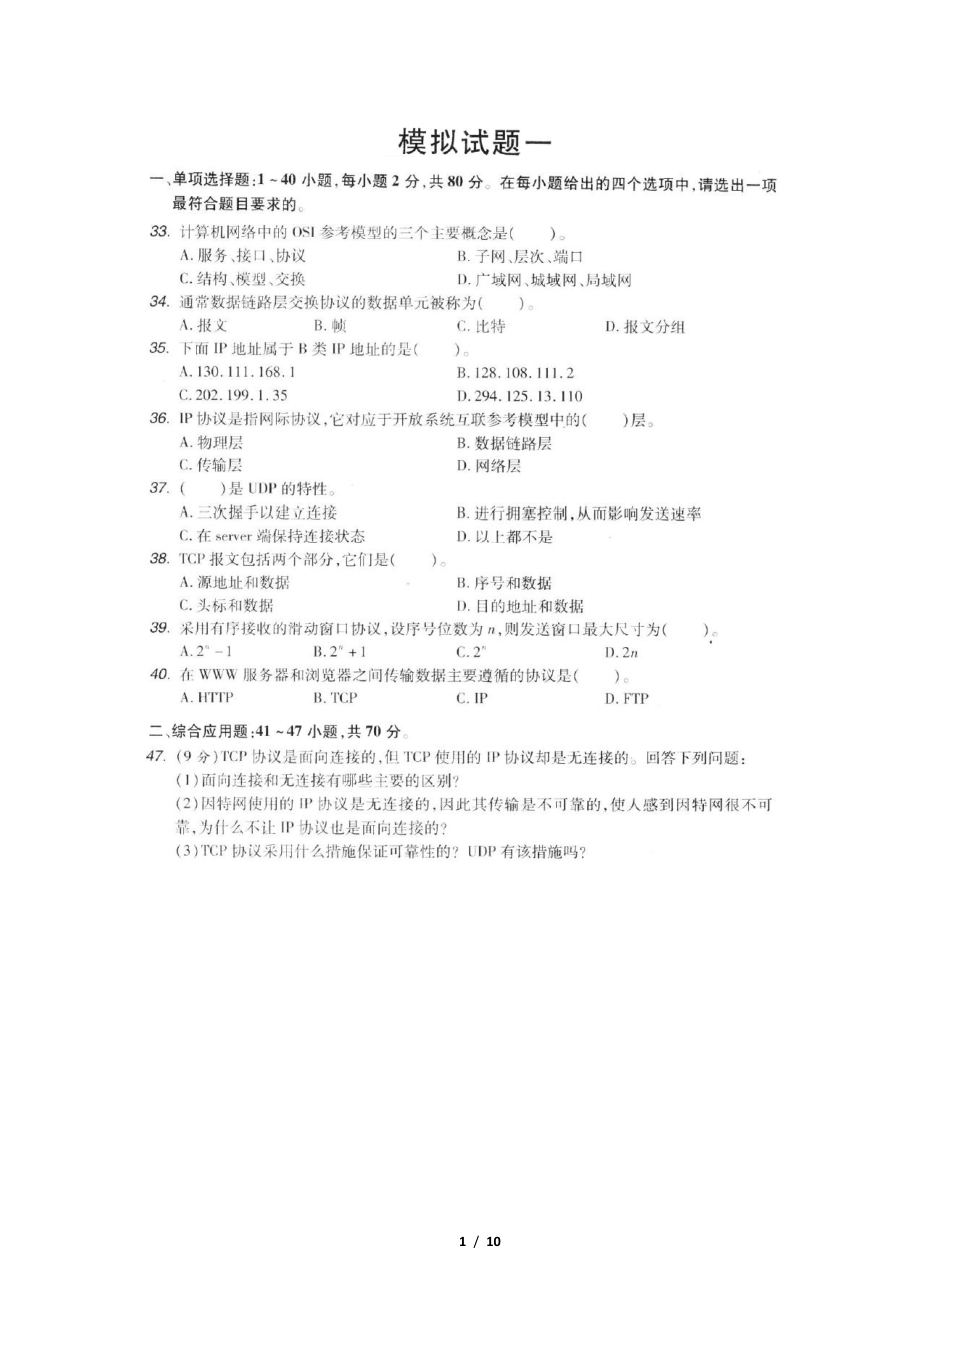 模拟试题一
一、单项选择题:1~40 小题,每小题 2 分,共 80 分。在每小题给出的四个选项中,请选出一项
最符合题目要求的。
33. 计算机网络中的 OSI 参考模型的三个主要概念是( )。
A. 服务、接口、协议 B. 子网、层次、端口
C. 结构、模型、交换 D. 广域网、城域网、局域网
34. 通常数据链路层交换协议的数据单元被称为( )。
A. 报文 B. 帧 C. 比特 D. 报文分组
35. 下面 IP 地址属于 B 类 IP 地址的是( )。
A. 130. 111. 168. 1 B. 128. 108. 111. 2
C. 202. 199. 1. 35 D. 294. 125. 13. 110
36. IP 协议是指网际协议,它对应于开放系统互联参考模型中的( )层。
A. 物理层 B. 数据链路层
C. 传输层 D. 网络层
37. ( )是 UDP 的特性。
A. 三次握手以建立连接 B. 进行拥塞控制,从而影响发送速率
C. 在 server 端保持连接状态 D. 以上都不是
38. TCP 报文包括两个部分,它们是( )。
A. 源地址和数据 B. 序号和数据
C. 头标和数据 D. 目的地址和数据
39. 采用有序接收的滑动窗口协议,设序号位数为 n,则发送窗口最大尺寸为( )。
A. 2ⁿ - 1 B. 2ⁿ + 1 C. 2ⁿ D. 2n
40. 在 WWW 服务器和浏览器之间传输数据主要遵循的协议是( )。
A. HTTP B. TCP C. IP D. FTP
二、综合应用题:41~47 小题,共 70 分。
47. (9 分)TCP 协议是面向连接的,但 TCP 使用的 IP 协议却是无连接的。回答下列问题:
(1)面向连接和无连接有哪些主要的区别?
(2)因特网使用的 IP 协议是无连接的,因此其传输是不可靠的,使人感到因特网很不可
靠,为什么不让 IP 协议也是面向连接的?
(3)TCP 协议采用什么措施保证可靠性的? UDP 有该措施吗?
1 / 10